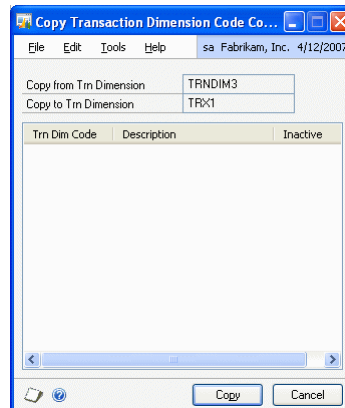 Copy Transaction Dimension Code Co...
File Edit Tools Help sa Fabrikam, Inc. 4/12/2007
Copy from Trn Dimension TRNDIM3
Copy to Trn Dimension TRX1
Trn Dim Code Description Inactive
Copy Cancel